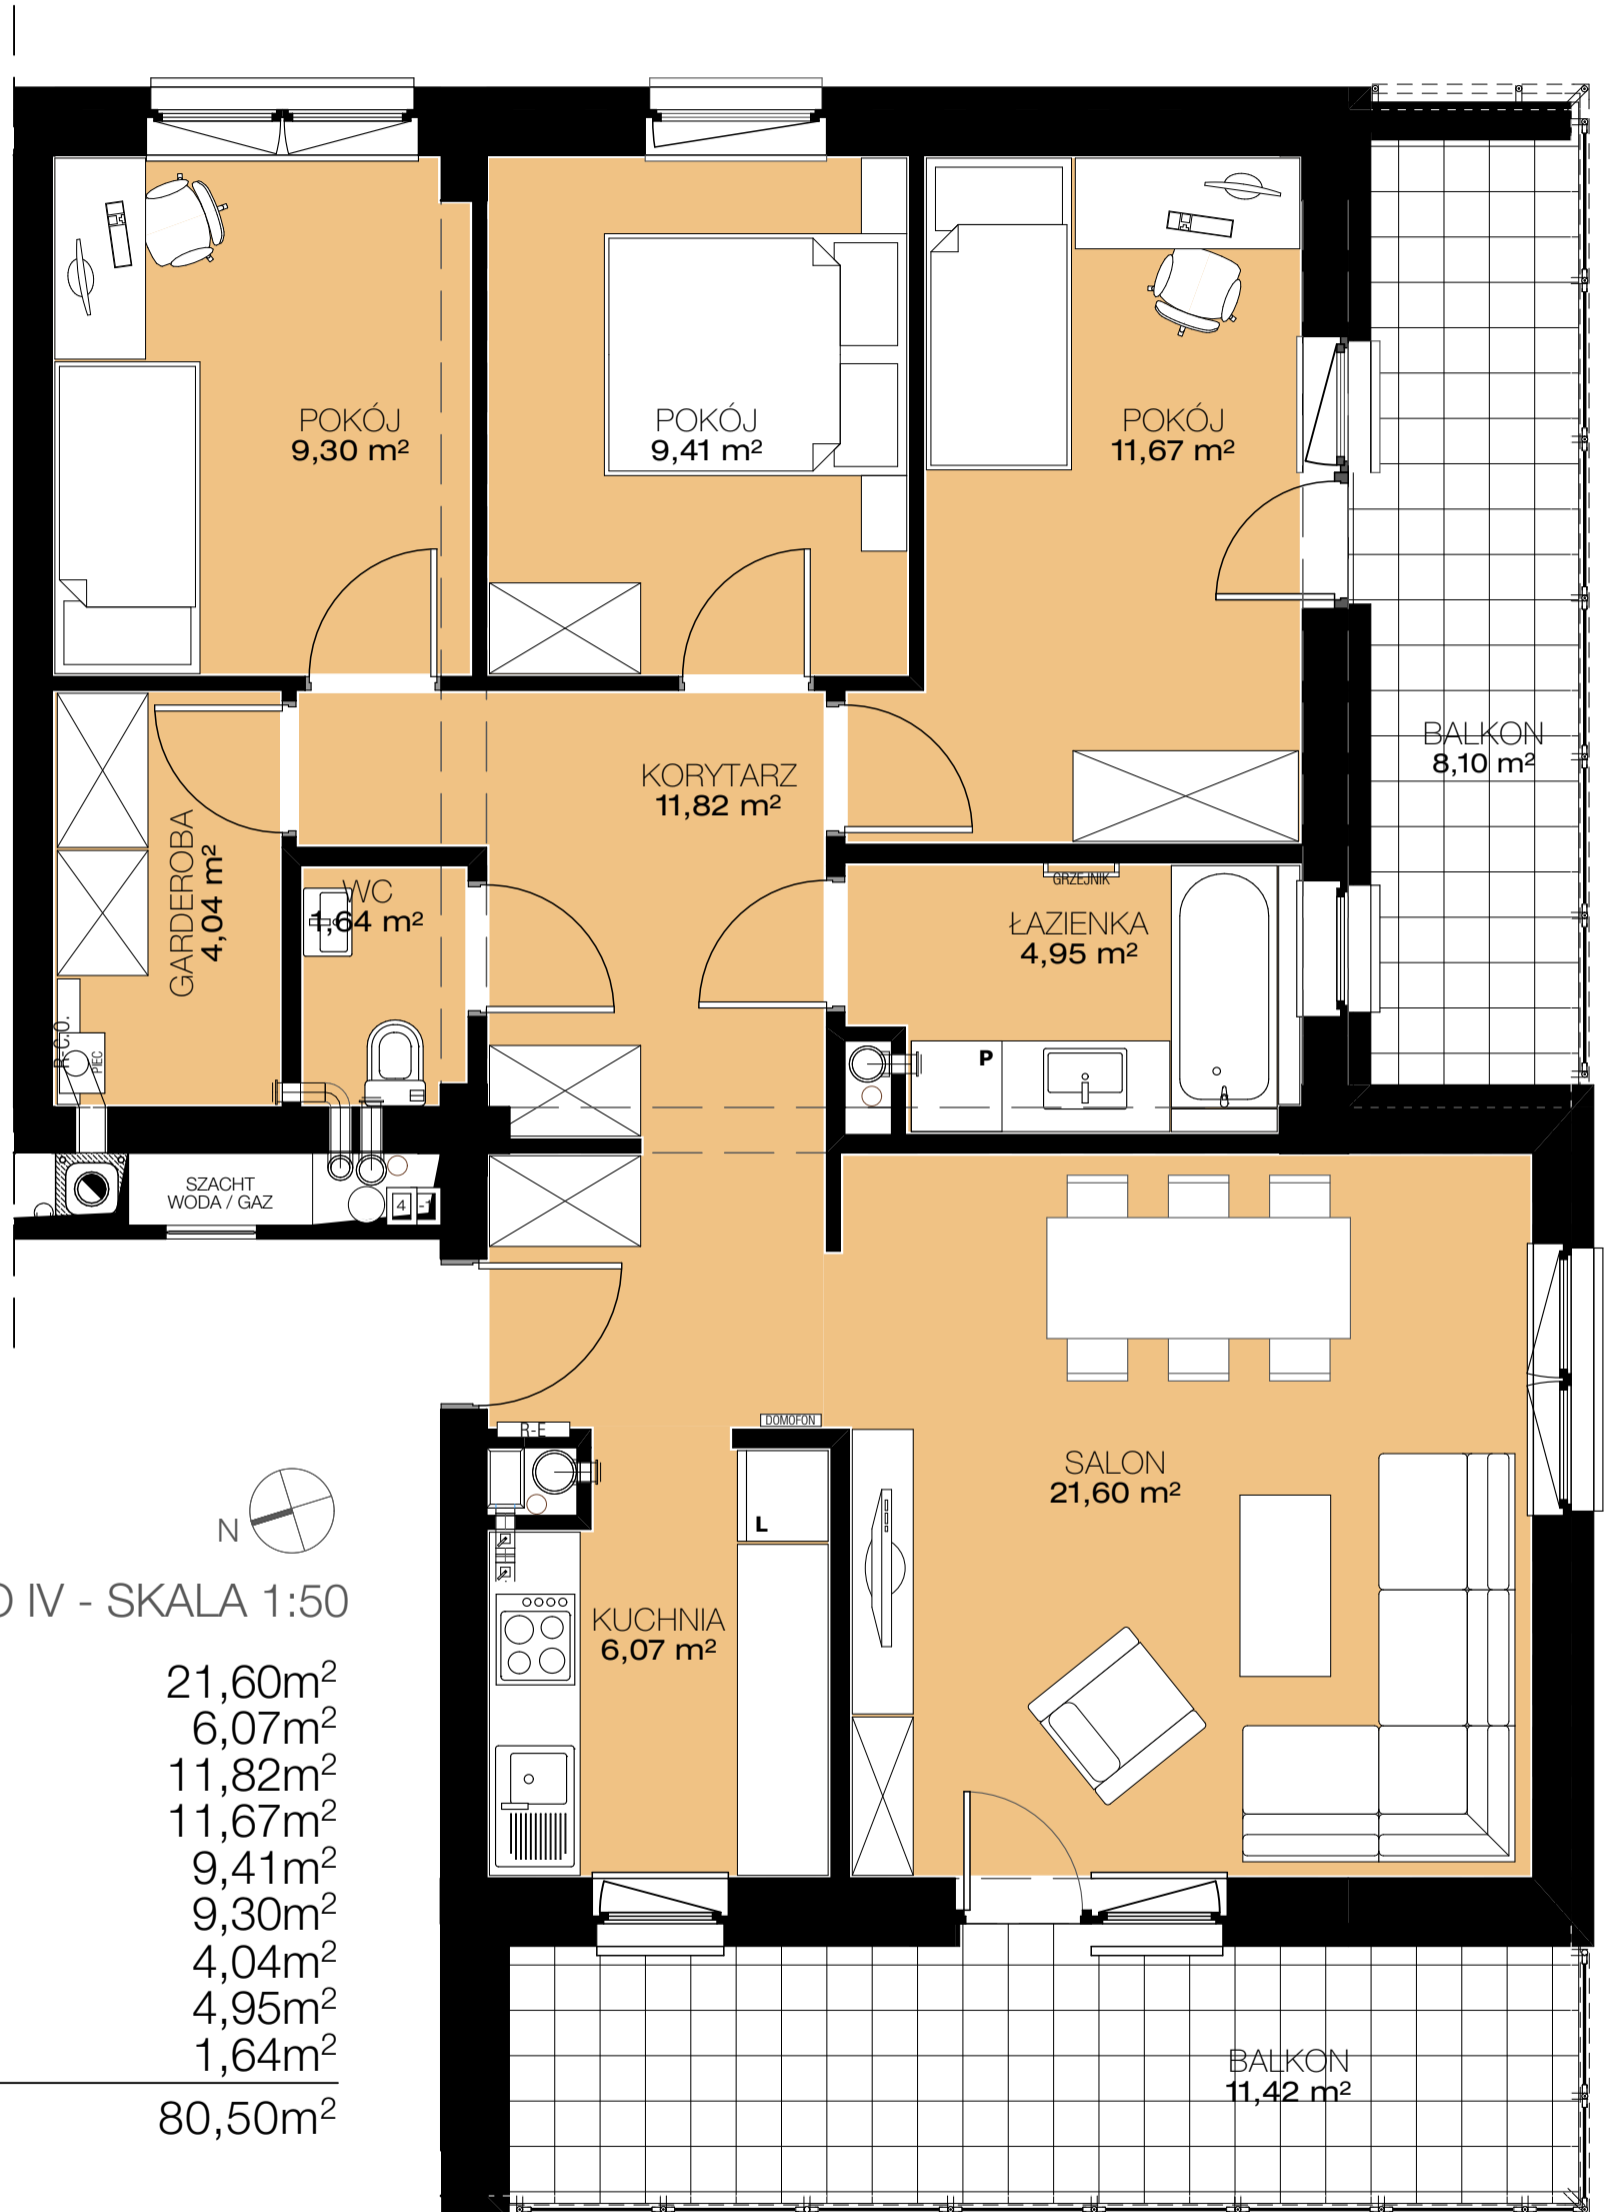 POKÓJ
9,30 m²
POKÓJ
9,41 m²
POKÓJ
11,67 m²
BALKON
8,10 m²
KORYTARZ
11,82 m²
GARDEROBA
4,04 m²
WC
1,64 m²
GRZEJNIK
ŁAZIENKA
4,95 m²
R-C.O.
PIEC
P
SZACHT
WODA / GAZ
4
-1
DOMOFON
R-E
L
SALON
21,60 m²
N
KUCHNIA
6,07 m²
IV - SKALA 1:50
21,60m²
6,07m²
11,82m²
11,67m²
9,41m²
9,30m²
4,04m²
4,95m²
1,64m²
80,50m²
BALKON
11,42 m²